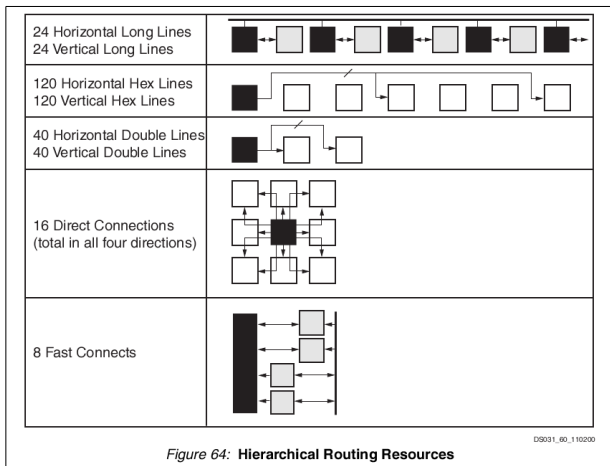 24 Horizontal Long Lines
24 Vertical Long Lines
120 Horizontal Hex Lines
120 Vertical Hex Lines
40 Horizontal Double Lines
40 Vertical Double Lines
16 Direct Connections
(total in all four directions)
8 Fast Connects
DS031_60_110200
Figure 64: Hierarchical Routing Resources